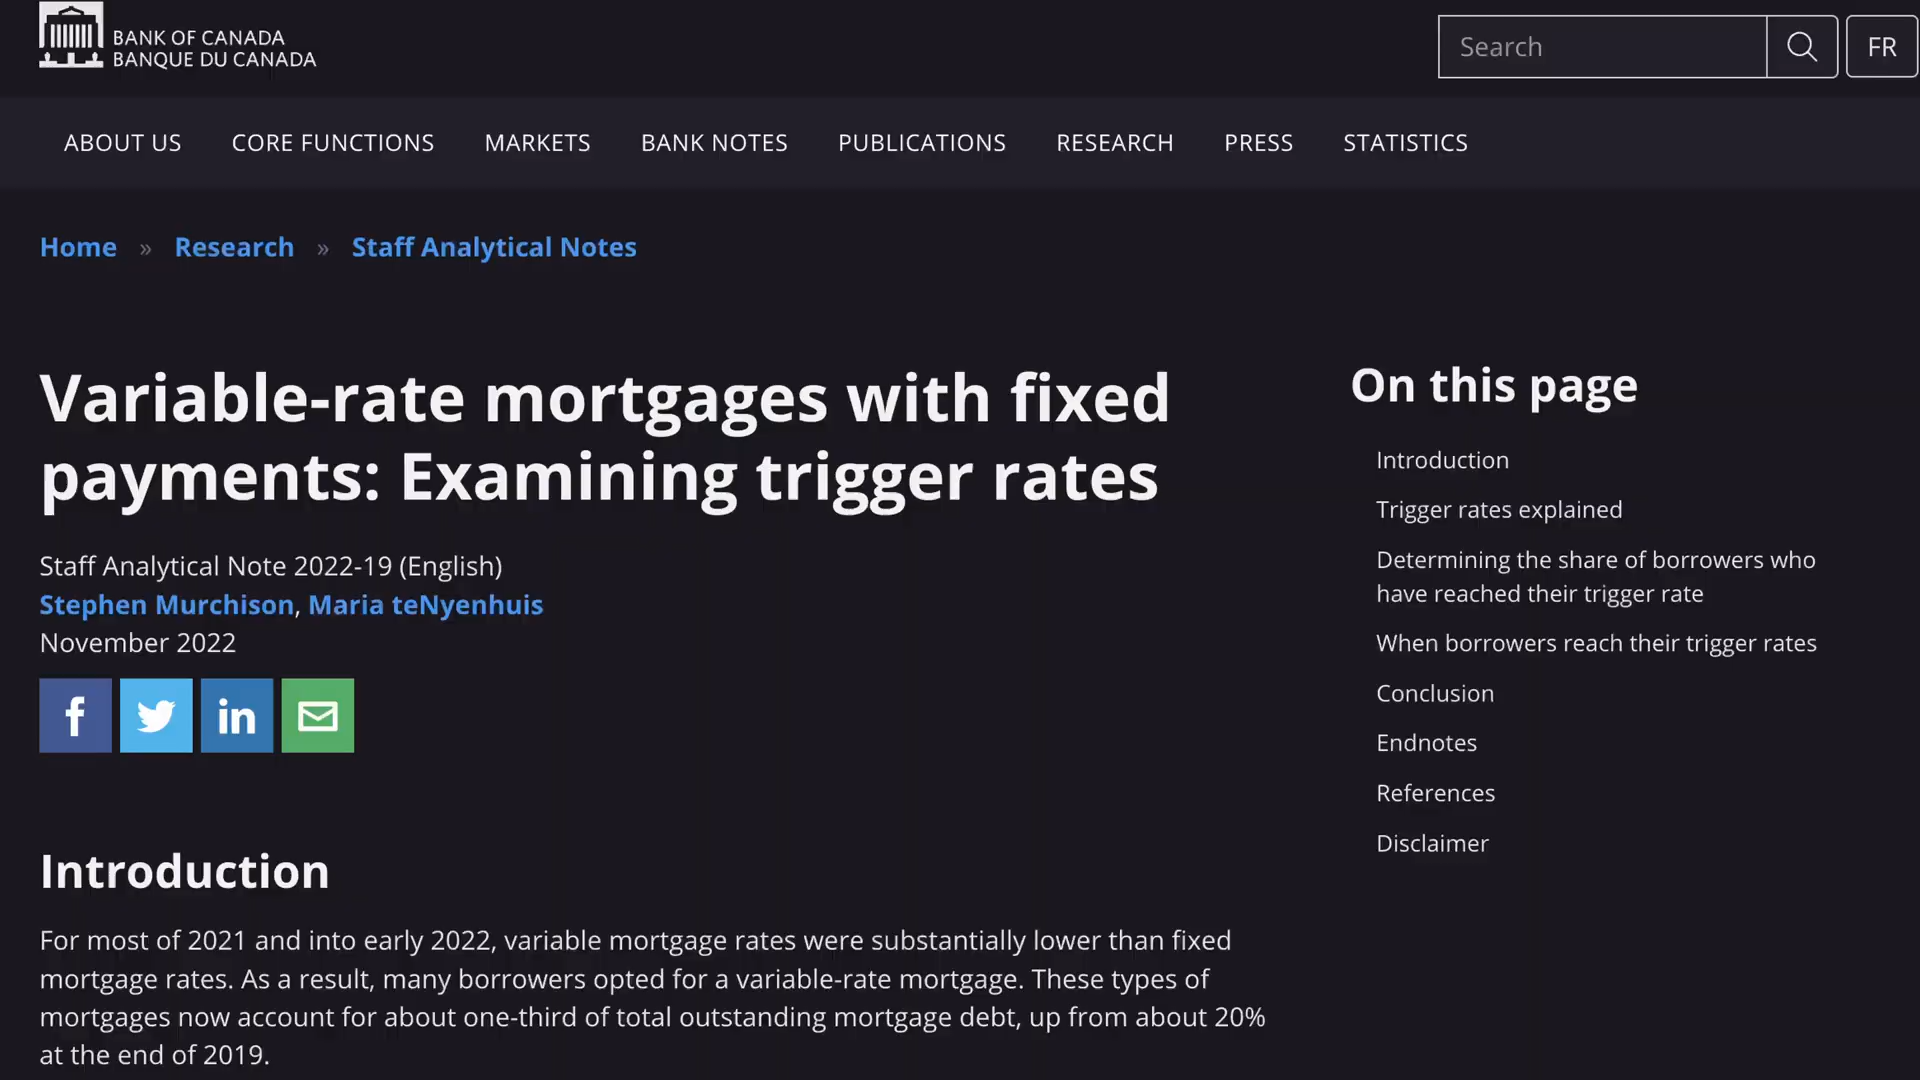 BANK OF CANADA
BANQUE DU CANADA
Search
FR
ABOUT US CORE FUNCTIONS MARKETS BANK NOTES PUBLICATIONS RESEARCH PRESS STATISTICS
Home » Research » Staff Analytical Notes
Variable-rate mortgages with fixed
payments: Examining trigger rates
Staff Analytical Note 2022-19 (English)
Stephen Murchison, Maria teNyenhuis
November 2022
f
in
Introduction
For most of 2021 and into early 2022, variable mortgage rates were substantially lower than fixed
mortgage rates. As a result, many borrowers opted for a variable-rate mortgage. These types of
mortgages now account for about one-third of total outstanding mortgage debt, up from about 20%
at the end of 2019.
On this page
Introduction
Trigger rates explained
Determining the share of borrowers who
have reached their trigger rate
When borrowers reach their trigger rates
Conclusion
Endnotes
References
Disclaimer